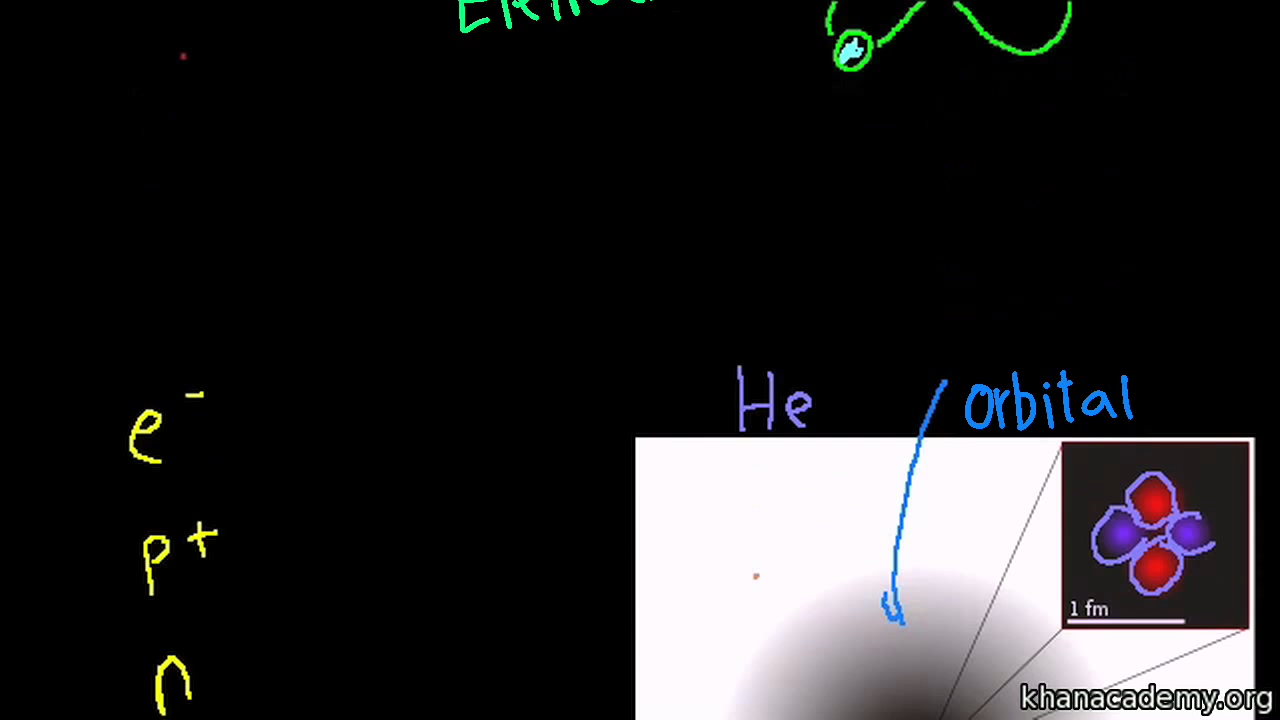 He
Orbital
e⁻
p⁺
n
1 fm
khanacademy.org